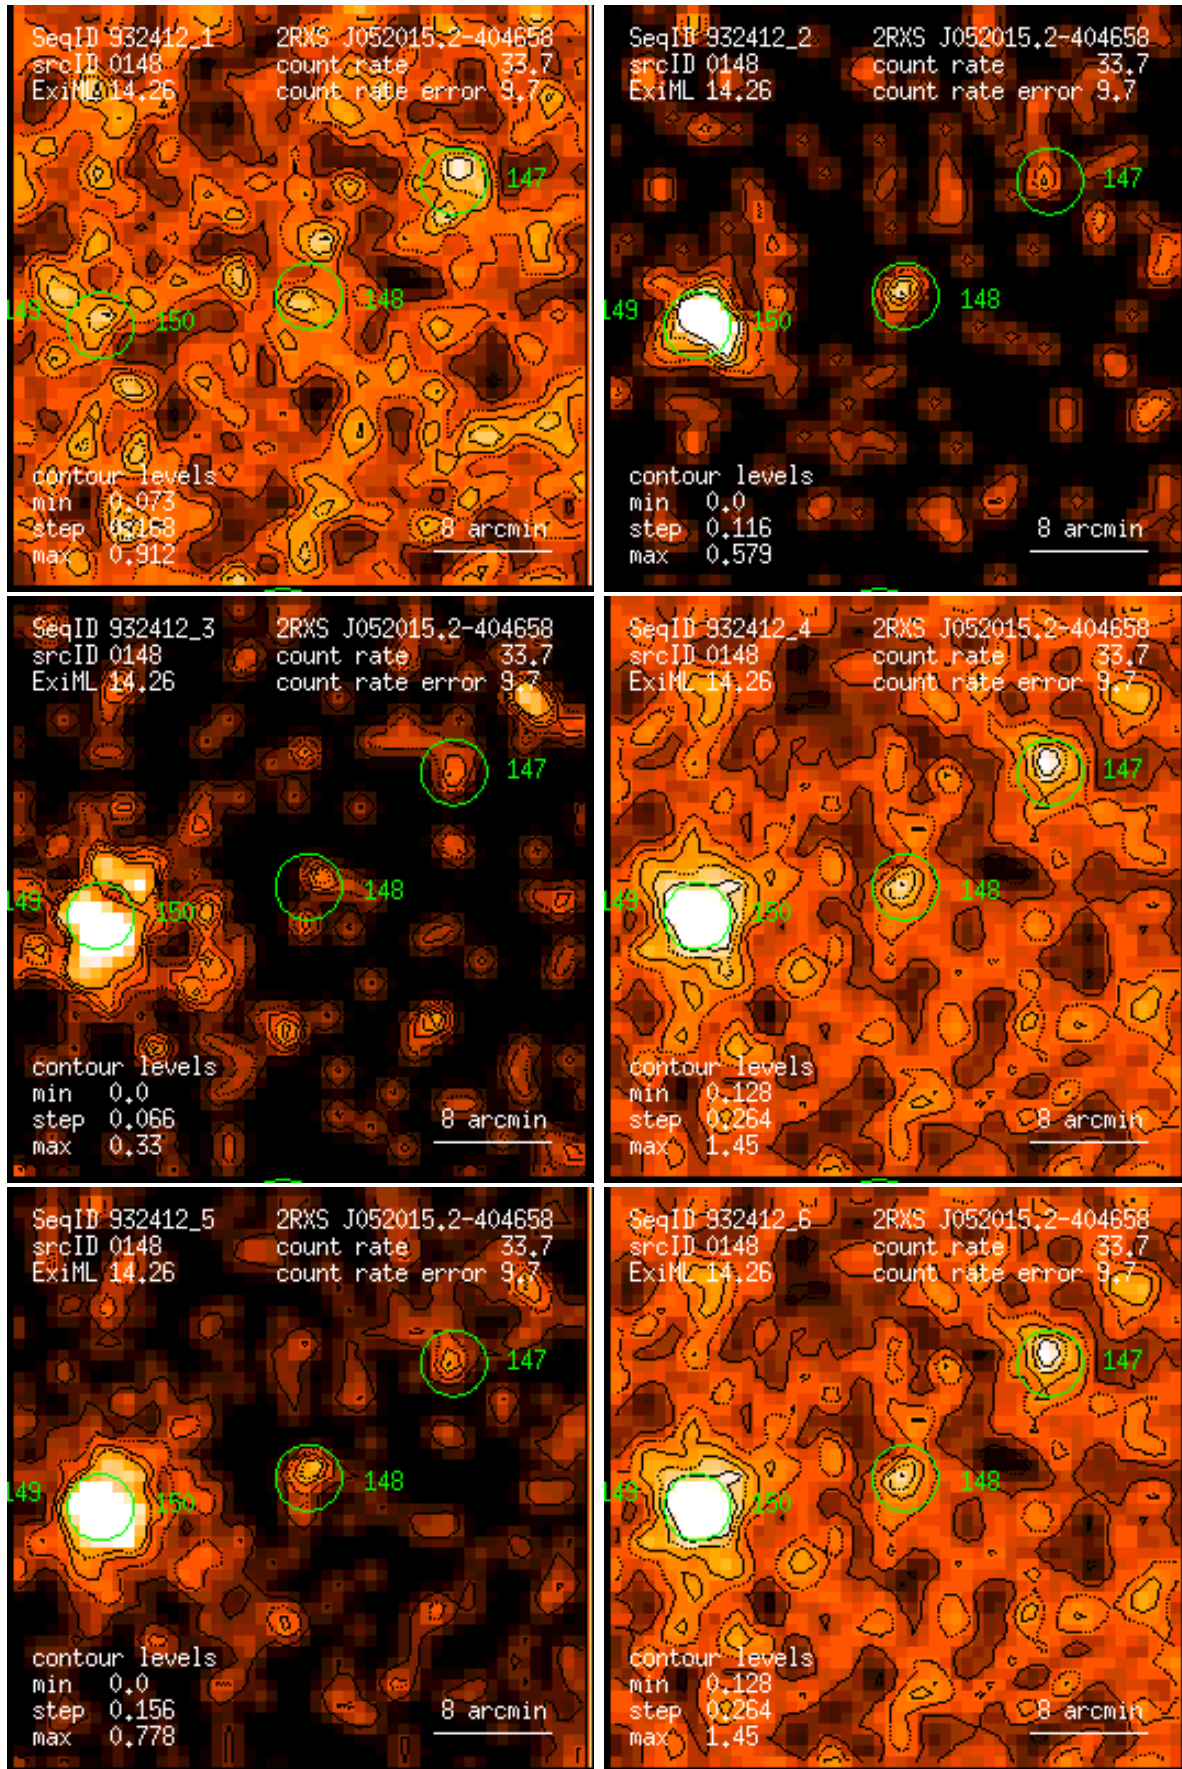 SeqID 932412_1 2RXS J052015.2-404658
srcID 0148 count rate 33.7
ExiML 14.26 count rate error 9.7
147
148
149 150
contour levels
min 0.073
step 0.168
max 0.912
8 arcmin
SeqID 932412_2 2RXS J052015.2-404658
srcID 0148 count rate 33.7
ExiML 14.26 count rate error 9.7
147
148
149 150
contour levels
min 0.0
step 0.116
max 0.579
8 arcmin
SeqID 932412_3 2RXS J052015.2-404658
srcID 0148 count rate 33.7
ExiML 14.26 count rate error 9.7
147
148
149 150
contour levels
min 0.0
step 0.066
max 0.33
8 arcmin
SeqID 932412_4 2RXS J052015.2-404658
srcID 0148 count rate 33.7
ExiML 14.26 count rate error 9.7
147
148
149 150
contour levels
min 0.128
step 0.264
max 1.45
8 arcmin
SeqID 932412_5 2RXS J052015.2-404658
srcID 0148 count rate 33.7
ExiML 14.26 count rate error 9.7
147
148
149 150
contour levels
min 0.0
step 0.156
max 0.778
8 arcmin
SeqID 932412_6 2RXS J052015.2-404658
srcID 0148 count rate 33.7
ExiML 14.26 count rate error 9.7
147
148
149 150
contour levels
min 0.128
step 0.264
max 1.45
8 arcmin